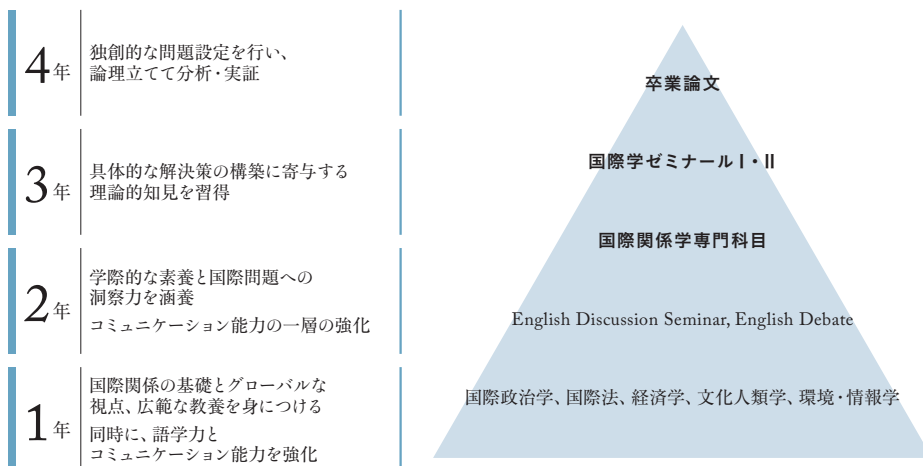 4年
独創的な問題設定を行い、
論理立てて分析・実証
3年
具体的な解決策の構築に寄与する
理論的知見を習得
2年
学際的な素養と国際問題への
洞察力を涵養
コミュニケーション能力の一層の強化
1年
国際関係の基礎とグローバルな
視点、広範な教養を身につける
同時に、語学力と
コミュニケーション能力を強化
卒業論文
国際学ゼミナールⅠ・Ⅱ
国際関係学専門科目
English Discussion Seminar, English Debate
国際政治学、国際法、経済学、文化人類学、環境・情報学